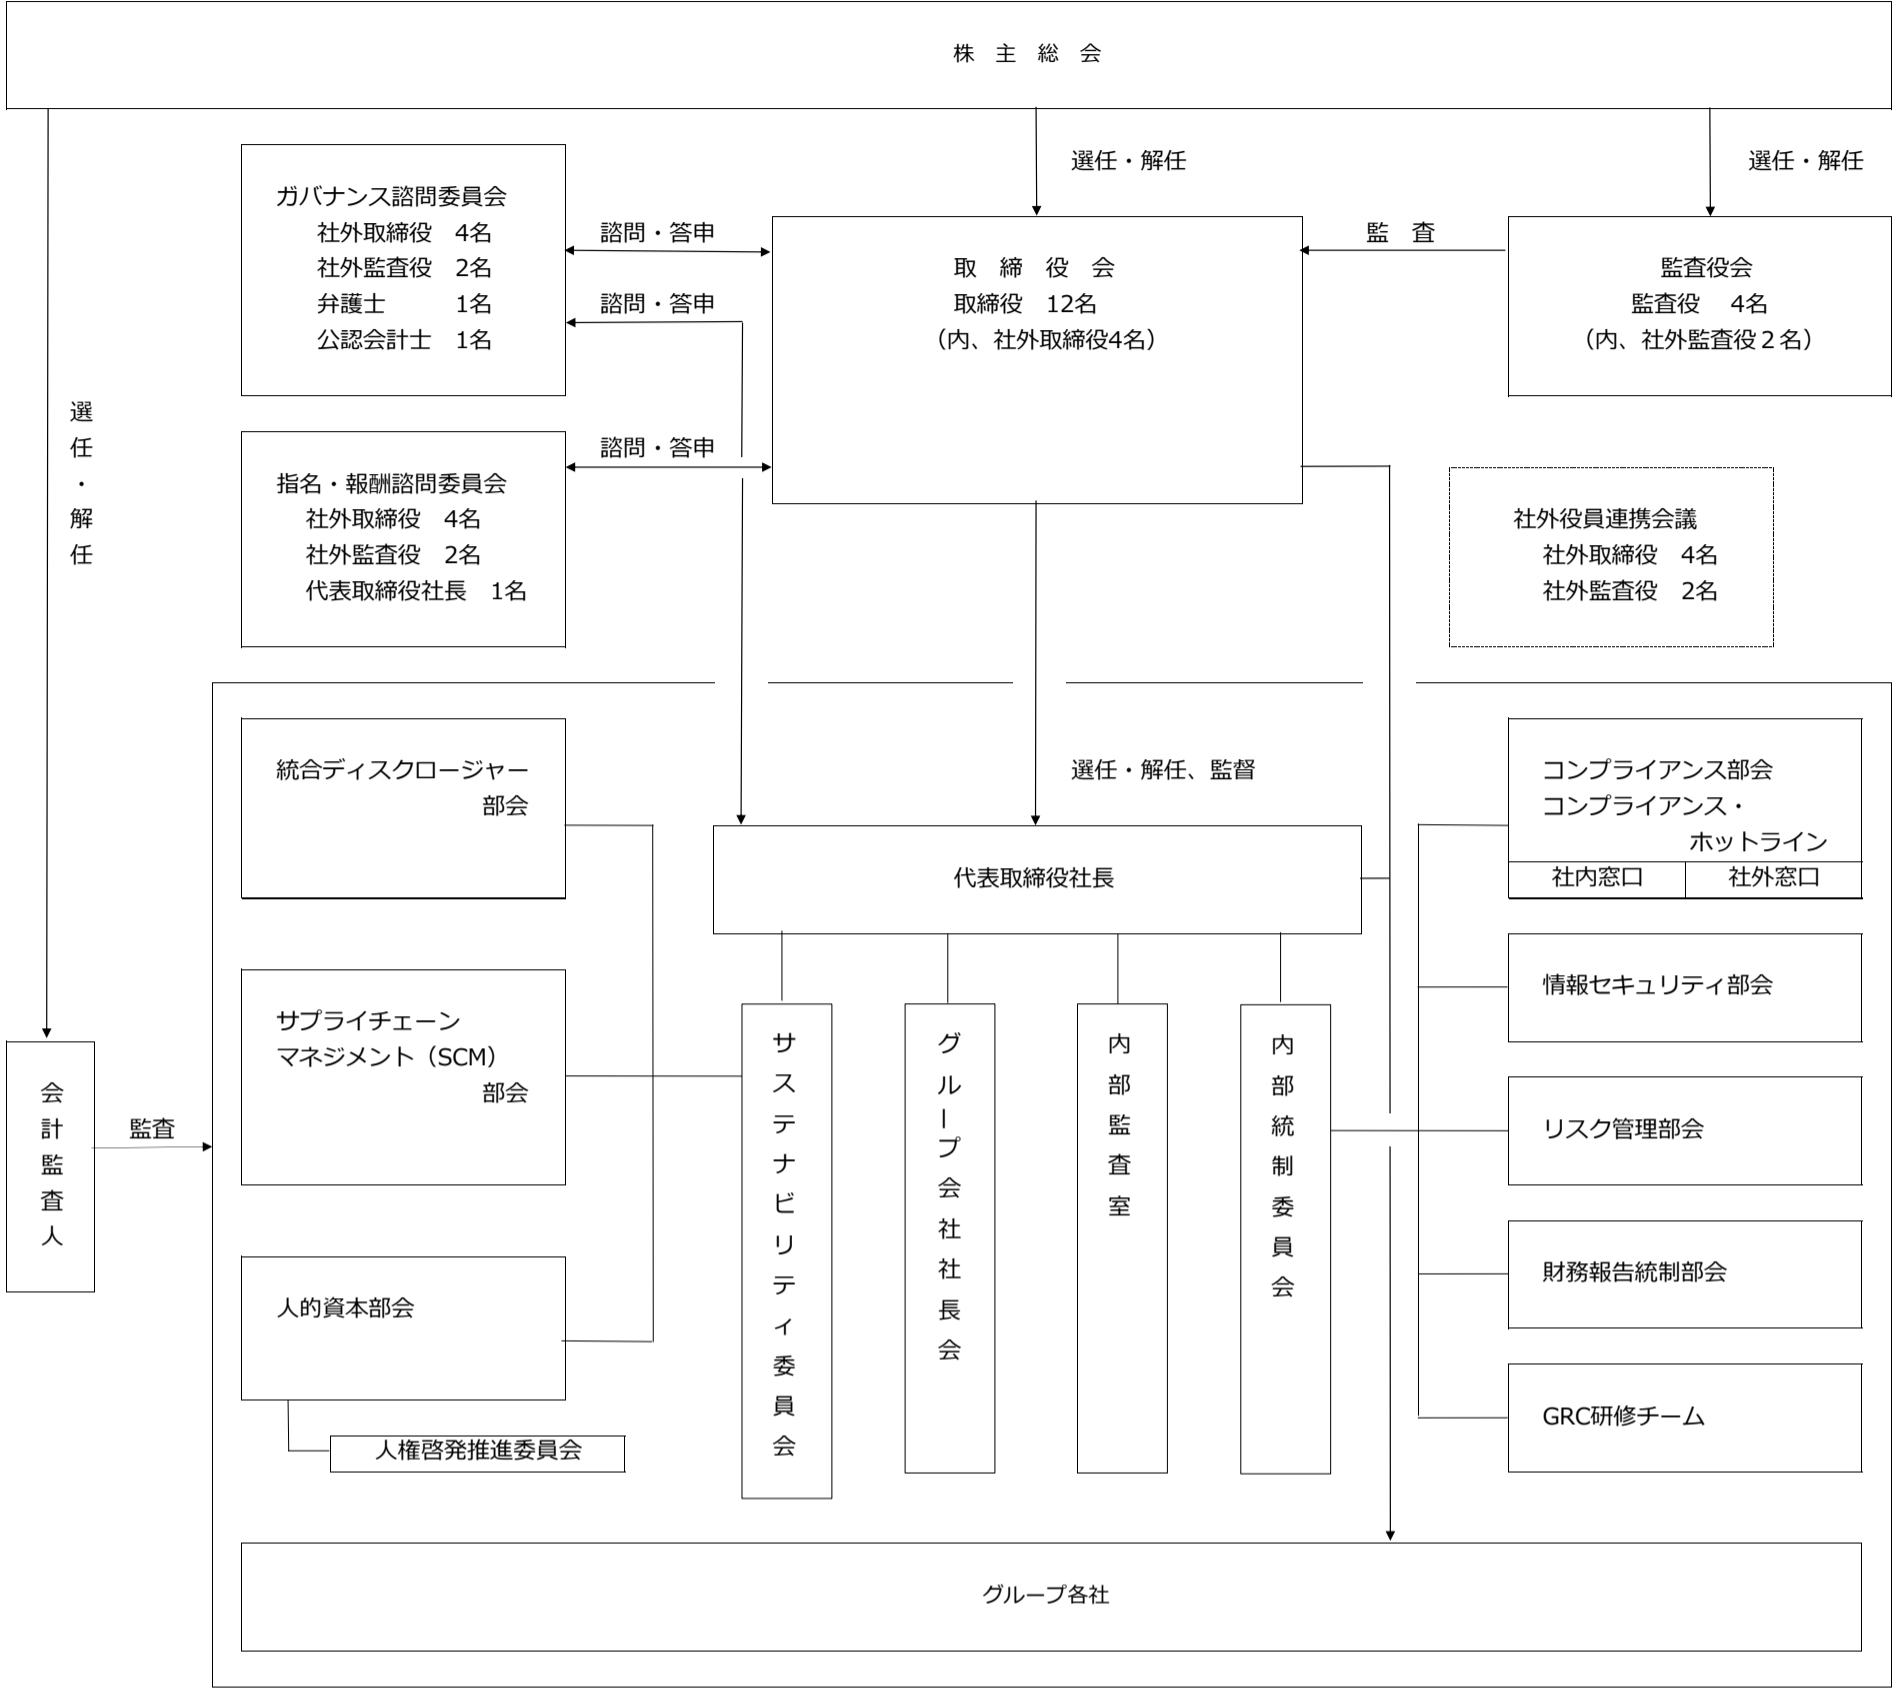 株　主　総　会
選任・解任
選任・解任
選任・解任
ガバナンス諮問委員会
社外取締役　4名
社外監査役　2名
弁護士　　　1名
公認会計士　1名
諮問・答申
諮問・答申
取　締　役　会
取締役　12名
（内、社外取締役4名）
監　査
監査役会
監査役　4名
（内、社外監査役２名）
指名・報酬諮問委員会
社外取締役　4名
社外監査役　2名
代表取締役社長　1名
諮問・答申
社外役員連携会議
社外取締役　4名
社外監査役　2名
統合ディスクロージャー
部会
選任・解任、監督
代表取締役社長
コンプライアンス部会
コンプライアンス・
ホットライン
社内窓口
社外窓口
サプライチェーン
マネジメント（SCM）
部会
情報セキュリティ部会
会計監査人
監査
サステナビリティ委員会
グループ会社社長会
内部監査室
内部統制委員会
リスク管理部会
人的資本部会
財務報告統制部会
人権啓発推進委員会
GRC研修チーム
グループ各社